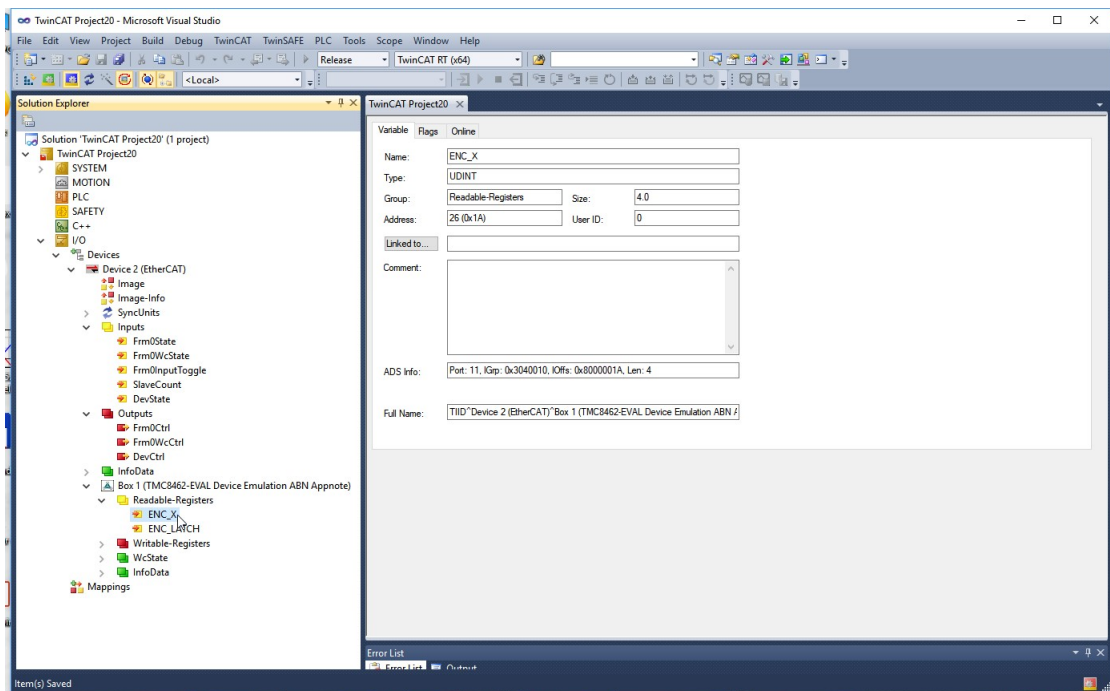 TwinCAT Project20 - Microsoft Visual Studio
File Edit View Project Build Debug TwinCAT TwinSAFE PLC Tools Scope Window Help
Release TwinCAT RT (x64)
<Local>
Solution Explorer
Solution 'TwinCAT Project20' (1 project)
TwinCAT Project20
SYSTEM
MOTION
PLC
SAFETY
C++
I/O
Devices
Device 2 (EtherCAT)
Image
Image-Info
SyncUnits
Inputs
Frm0State
Frm0WcState
Frm0InputToggle
SlaveCount
DevState
Outputs
Frm0Ctrl
Frm0WcCtrl
DevCtrl
InfoData
Box 1 (TMC8462-EVAL Device Emulation ABN Appnote)
Readable-Registers
ENC_X
ENC_LATCH
Writable-Registers
WcState
InfoData
Mappings
TwinCAT Project20
Variable Flags Online
Name: ENC_X
Type: UDINT
Group: Readable-Registers Size: 4.0
Address: 26 (0x1A) User ID: 0
Linked to...
Comment:
ADS Info: Port: 11, IGrp: 0x3040010, IOffs: 0x8000001A, Len: 4
Full Name: TIID^Device 2 (EtherCAT)^Box 1 (TMC8462-EVAL Device Emulation ABN
Error List
Error List Output
Item(s) Saved